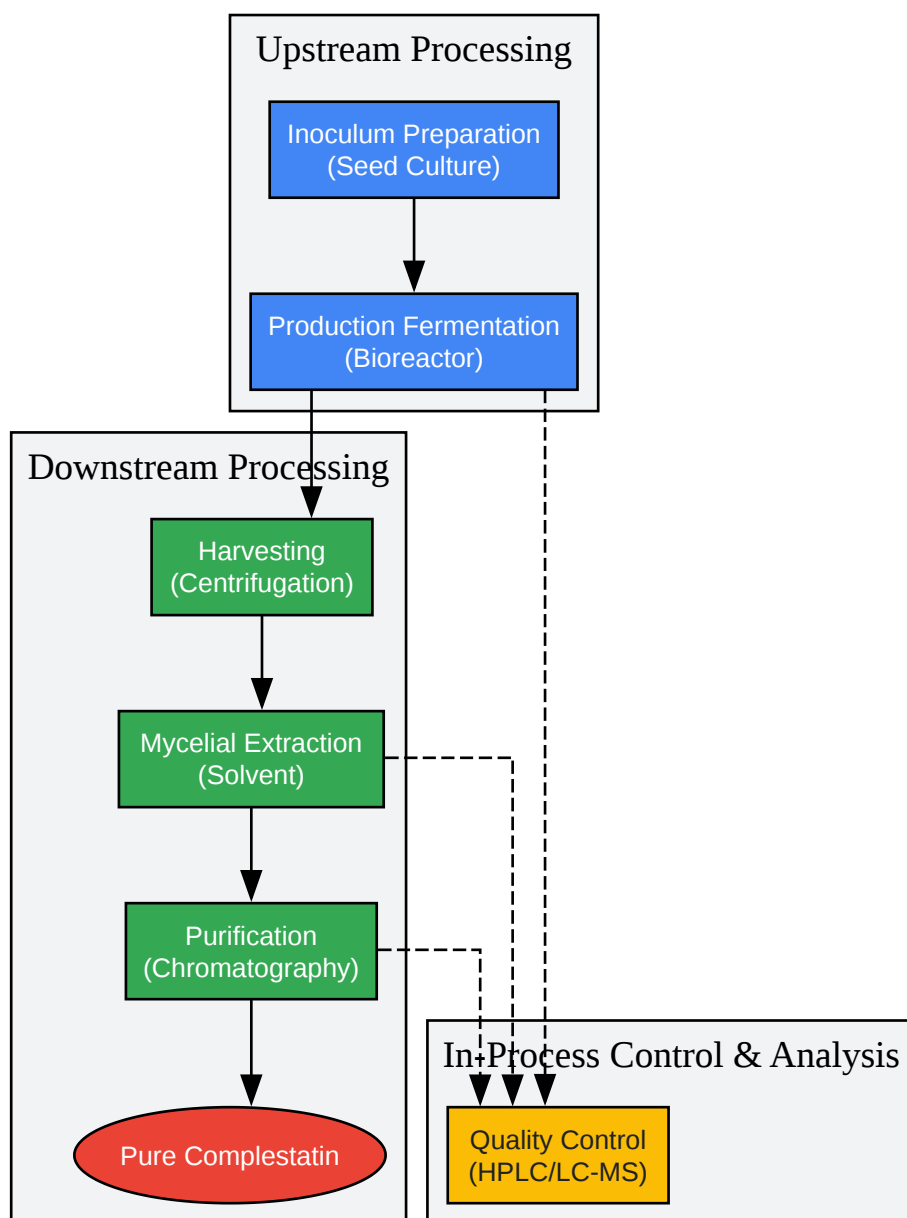 Upstream Processing
Inoculum Preparation
(Seed Culture)
Production Fermentation
(Bioreactor)
Downstream Processing
Harvesting
(Centrifugation)
Mycelial Extraction
(Solvent)
Purification
(Chromatography)
Pure Complestatin
In-Process Control & Analysis
Quality Control
(HPLC/LC-MS)